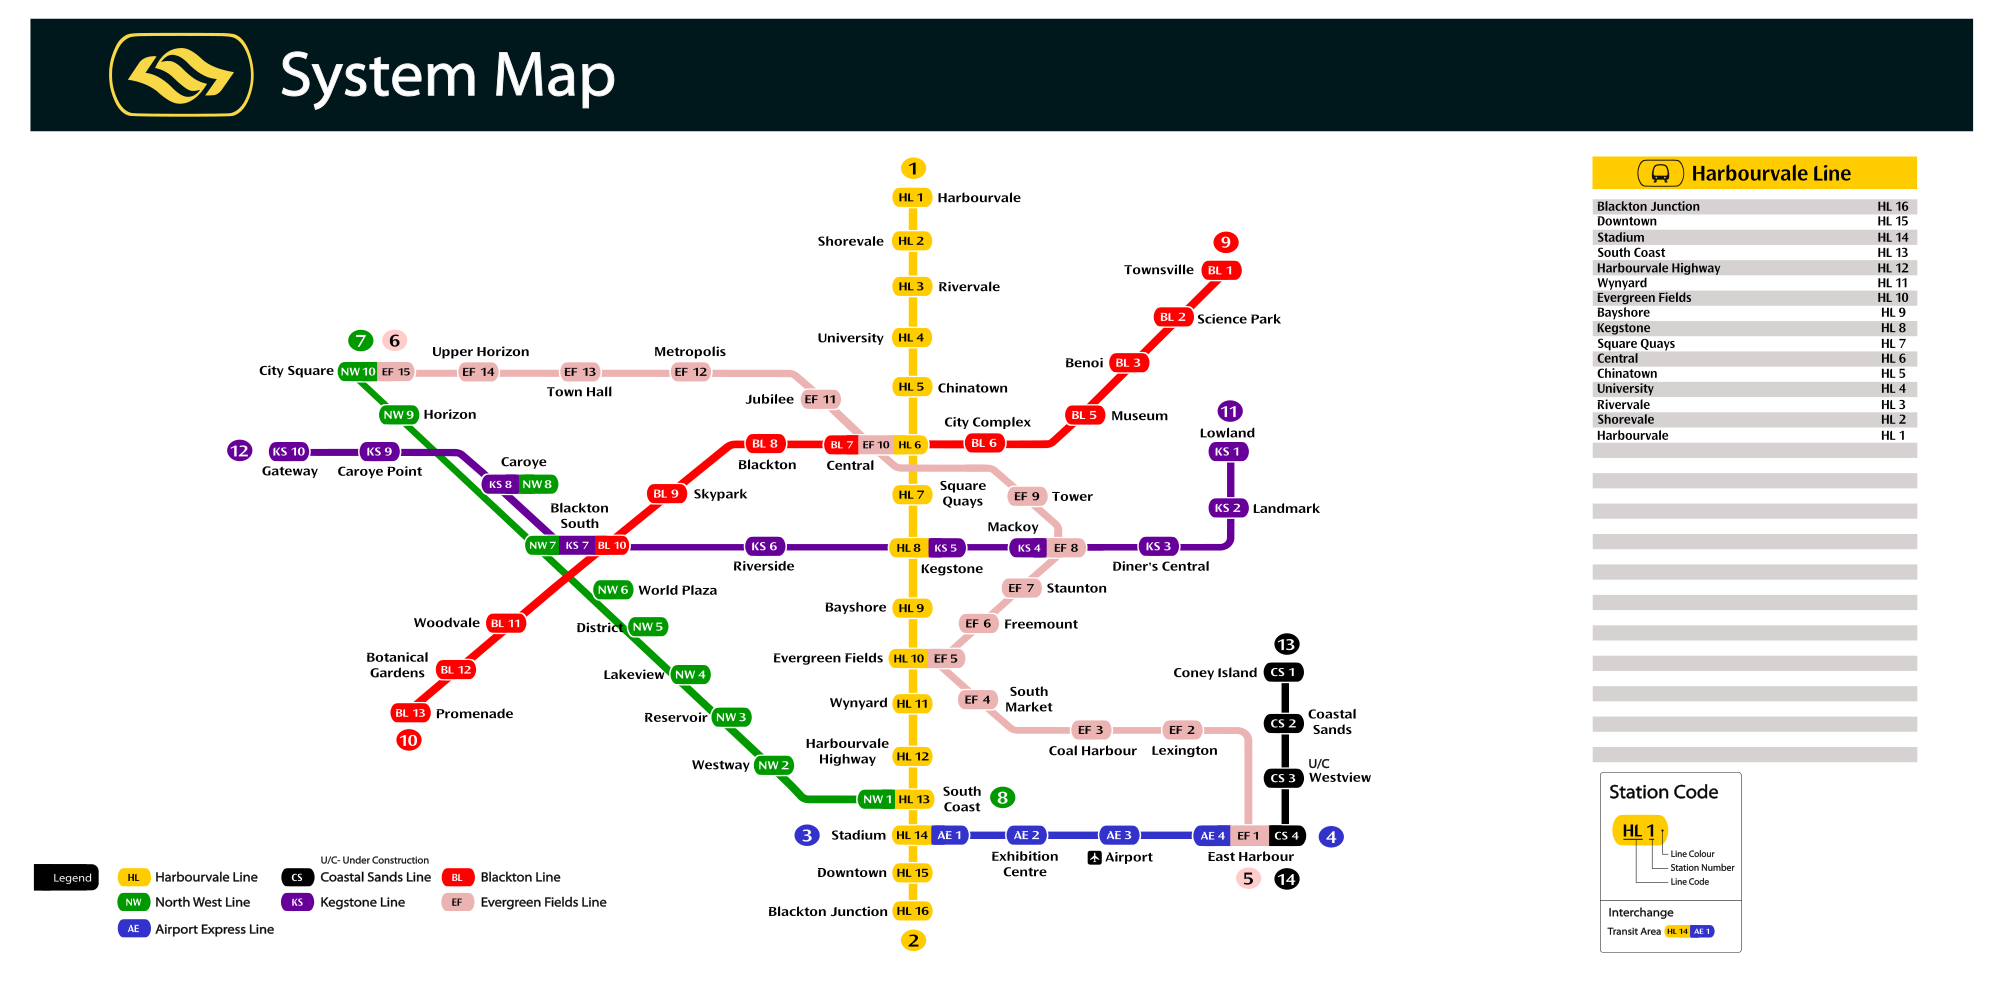 System Map
1
HL 1 Harbourvale
Shorevale HL 2
HL 3 Rivervale
University HL 4
HL 5 Chinatown
9
Townsville BL 1
BL 2 Science Park
Benoi BL 3
BL 5 Museum
City Complex
BL 6
7 6
City Square NW 10 EF 15
Upper Horizon
EF 14
EF 13
Town Hall
Metropolis
EF 12
Jubilee EF 11
NW 9 Horizon
12 KS 10 KS 9
Gateway Caroye Point
Caroye
KS 8 NW 8
BL 8
Blackton
BL 7 EF 10 HL 6
Central
11
Lowland
KS 1
KS 2 Landmark
BL 9 Skypark
HL 7 Square
Quays
EF 9 Tower
Blackton
South
NW 7 KS 7 BL 10
KS 6
Riverside
HL 8 KS 5
Kegstone
Mackoy
KS 4 EF 8
KS 3
Diner's Central
NW 6 World Plaza
EF 7 Staunton
Bayshore HL 9
EF 6 Freemount
Woodvale BL 11
District NW 5
Botanical
Gardens
BL 12
Lakeview NW 4
Evergreen Fields HL 10 EF 5
BL 13 Promenade
10
Reservoir NW 3
Wynyard HL 11
EF 4 South
Market
EF 3
Coal Harbour
EF 2
Lexington
13
Coney Island CS 1
CS 2 Coastal
Sands
U/C
CS 3 Westview
Westway NW 2
Harbourvale
Highway
HL 12
NW 1 HL 13 South
Coast
8
3 Stadium HL 14 AE 1
AE 2
Exhibition
Centre
AE 3
Airport
AE 4 EF 1 CS 4
East Harbour
4
5 14
Downtown HL 15
Blackton Junction HL 16
2
Legend
HL Harbourvale Line
NW North West Line
AE Airport Express Line
U/C- Under Construction
CS Coastal Sands Line
KS Kegstone Line
BL Blackton Line
EF Evergreen Fields Line
Harbourvale Line
Blackton Junction HL 16
Downtown HL 15
Stadium HL 14
South Coast HL 13
Harbourvale Highway HL 12
Wynyard HL 11
Evergreen Fields HL 10
Bayshore HL 9
Kegstone HL 8
Square Quays HL 7
Central HL 6
Chinatown HL 5
University HL 4
Rivervale HL 3
Shorevale HL 2
Harbourvale HL 1
Station Code
HL 1
Line Colour
Station Number
Line Code
Interchange
Transit Area HL 14 AE 1